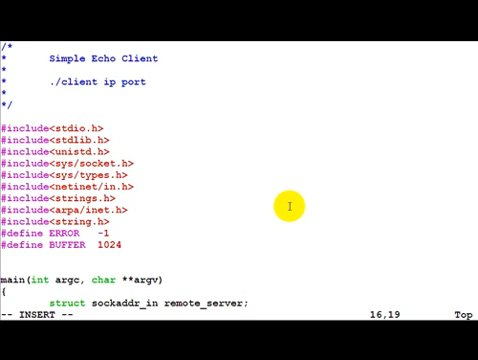 /*
* Simple Echo Client
*
* ./client ip port
*
*/
#include<stdio.h>
#include<stdlib.h>
#include<unistd.h>
#include<sys/socket.h>
#include<sys/types.h>
#include<netinet/in.h>
#include<strings.h>
#include<arpa/inet.h>
#include<string.h>
#define ERROR -1
#define BUFFER 1024
main(int argc, char **argv)
{
struct sockaddr_in remote_server;
-- INSERT -- 16,19 Top